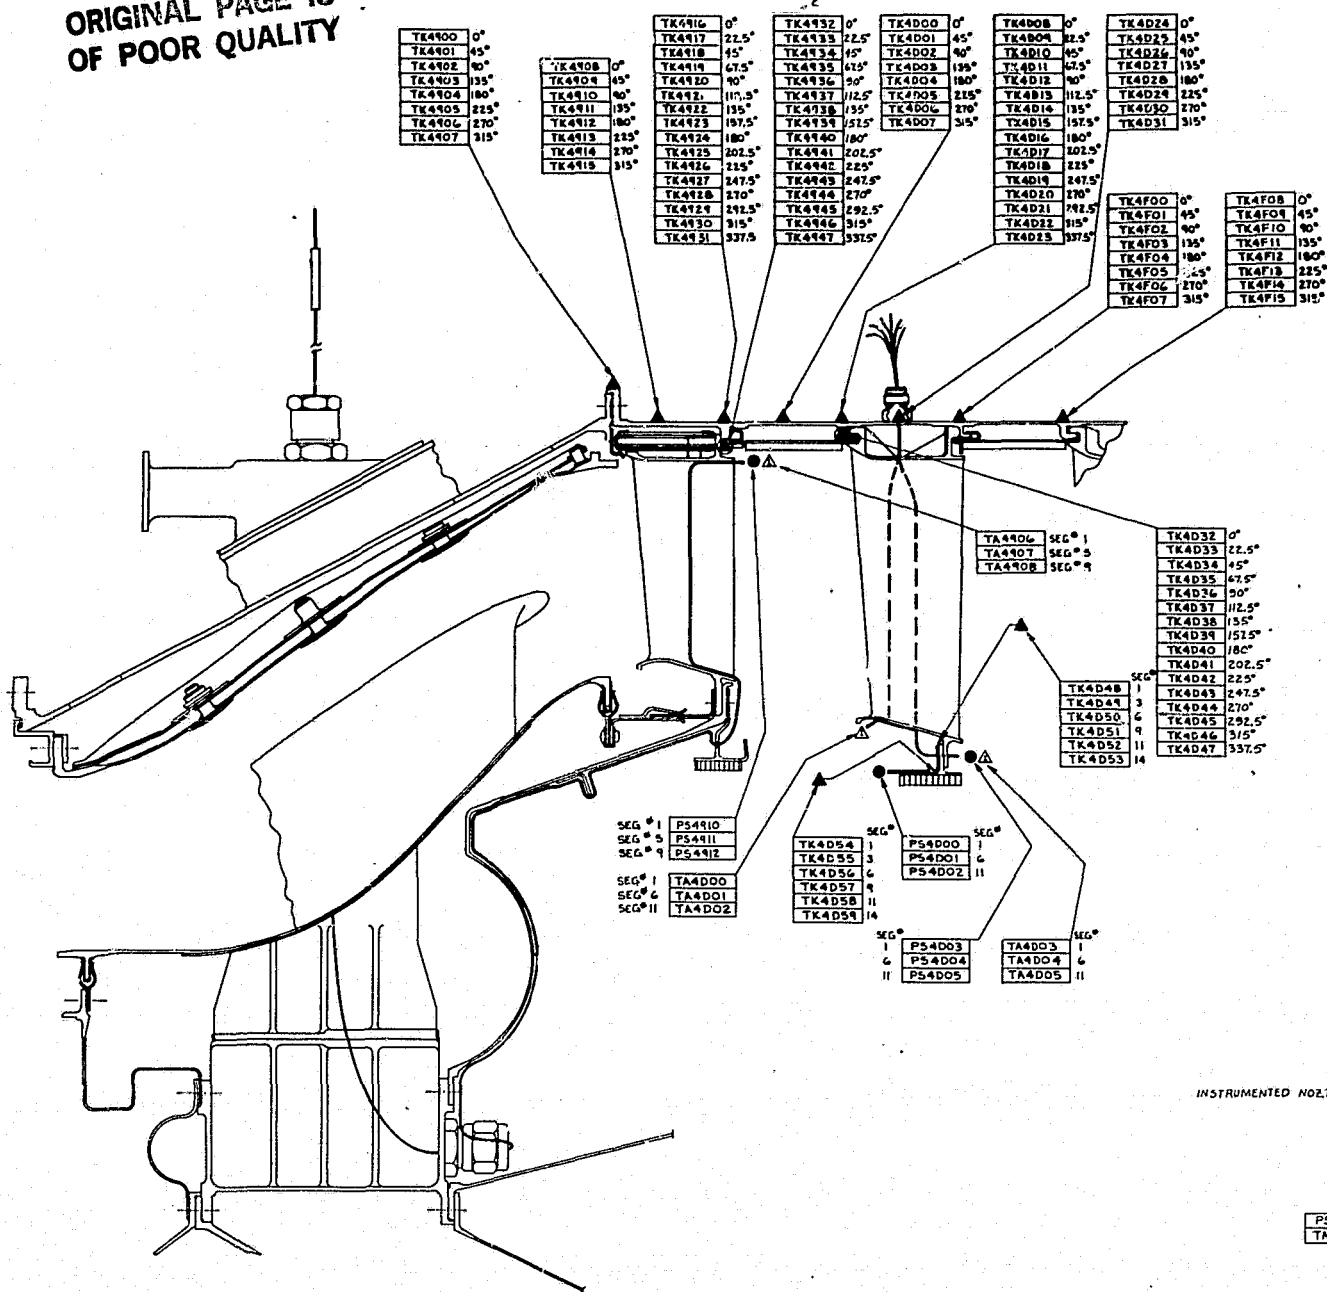 ORIGINAL PAGE IS
OF POOR QUALITY
TK4900 0°
TK4901 45°
TK4902 90°
TK4903 135°
TK4904 180°
TK4905 225°
TK4906 270°
TK4907 315°
TK4908 0°
TK4909 45°
TK4910 90°
TK4911 135°
TK4912 180°
TK4913 225°
TK4914 270°
TK4915 315°
TK4916 0°
TK4917 22.5°
TK4918 45°
TK4919 67.5°
TK4920 90°
TK4921 112.5°
TK4922 135°
TK4923 157.5°
TK4924 180°
TK4925 202.5°
TK4926 225°
TK4927 247.5°
TK4928 270°
TK4929 292.5°
TK4930 315°
TK4931 337.5
TK4932 0°
TK4933 22.5°
TK4934 45°
TK4935 67.5°
TK4936 90°
TK4937 112.5°
TK4938 135°
TK4939 157.5°
TK4940 180°
TK4941 202.5°
TK4942 225°
TK4943 247.5°
TK4944 270°
TK4945 292.5°
TK4946 315°
TK4947 337.5°
TK4D00 0°
TK4D01 45°
TK4D02 90°
TK4D03 135°
TK4D04 180°
TK4D05 225°
TK4D06 270°
TK4D07 315°
TK4D08 0°
TK4D09 22.5°
TK4D10 45°
TK4D11 67.5°
TK4D12 90°
TK4D13 112.5°
TK4D14 135°
TK4D15 157.5°
TK4D16 180°
TK4D17 202.5°
TK4D18 225°
TK4D19 247.5°
TK4D20 270°
TK4D21 292.5°
TK4D22 315°
TK4D23 337.5°
TK4D24 0°
TK4D25 45°
TK4D26 90°
TK4D27 135°
TK4D28 180°
TK4D29 225°
TK4D30 270°
TK4D31 315°
TK4F00 0°
TK4F01 45°
TK4F02 90°
TK4F03 135°
TK4F04 180°
TK4F05
TK4F06 270°
TK4F07 315°
TK4F08 0°
TK4F09 45°
TK4F10 90°
TK4F11 135°
TK4F12 180°
TK4F13 225°
TK4F14 270°
TK4F15 315°
TA4906 SEG# 1
TA4907 SEG# 5
TA4908 SEG# 9
TK4D32 0°
TK4D33 22.5°
TK4D34 45°
TK4D35 67.5°
TK4D36 90°
TK4D37 112.5°
TK4D38 135°
TK4D39 157.5°
TK4D40 180°
TK4D41 202.5°
TK4D42 225°
TK4D43 247.5°
TK4D44 270°
TK4D45 292.5°
TK4D46 315°
TK4D47 337.5°
SEG#
TK4D48 1
TK4D49 3
TK4D50 6
TK4D51 9
TK4D52 11
TK4D53 14
SEG# 1 PS4910
SEG# 5 PS4911
SEG# 9 PS4912
SEG# 1 TA4D00
SEG# 6 TA4D01
SEG# 11 TA4D02
SEG#
TK4D54 1
TK4D55 3
TK4D56 6
TK4D57 9
TK4D58 11
TK4D59 14
SEG#
PS4D00 1
PS4D01 6
PS4D02 11
SEG#
1 PS4D03
6 PS4D04
11 PS4D05
SEG#
TA4D03 1
TA4D04 6
TA4D05 11
INSTRUMENTED NOZ
PS
TA